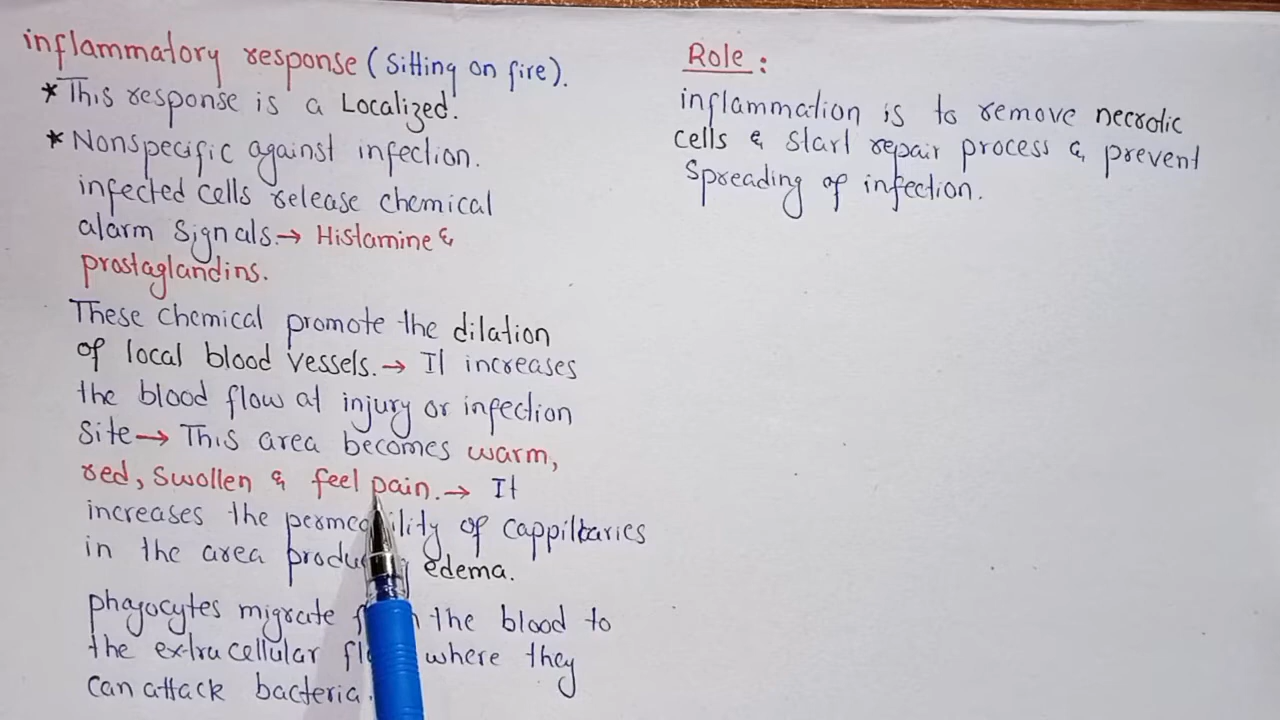 inflammatory response (Sitting on fire).
* This response is a Localized.
* Nonspecific against infection.
infected cells release chemical
alarm signals. → Histamine &
prostaglandins.
These chemical promote the dilation
of local blood vessels. → It increases
the blood flow at injury or infection
site → This area becomes warm,
red, swollen & feel pain. → It
increases the of cappillaries
in the area edema.
phagocytes migrate the blood to
the extracellular where they
can attack bacteria.
Role:
inflammation is to remove necrotic
cells & start repair process & prevent
Spreading of infection.